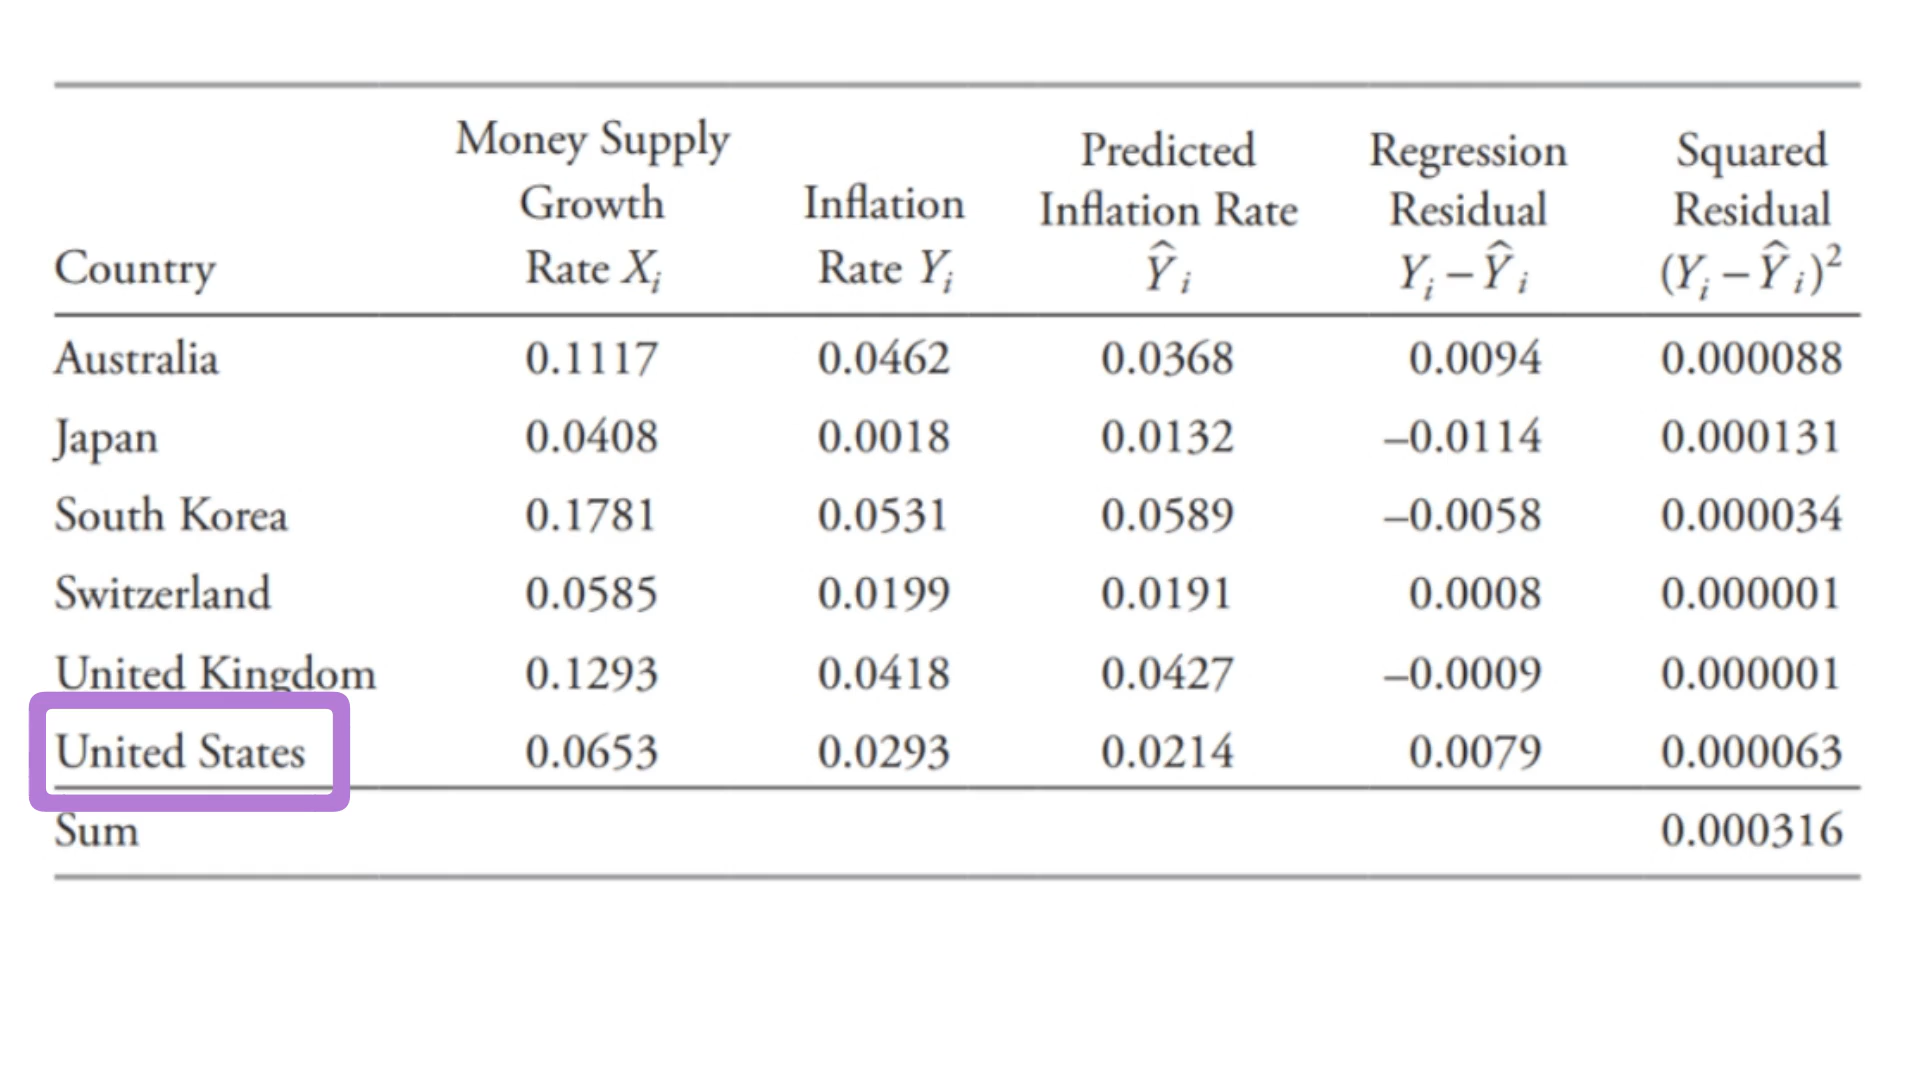 Country Money Supply Growth Rate Xi Inflation Rate Yi Predicted Inflation Rate Ŷi Regression Residual Yi – Ŷi Squared Residual (Yi – Ŷi)²
Australia 0.1117 0.0462 0.0368 0.0094 0.000088
Japan 0.0408 0.0018 0.0132 –0.0114 0.000131
South Korea 0.1781 0.0531 0.0589 –0.0058 0.000034
Switzerland 0.0585 0.0199 0.0191 0.0008 0.000001
United Kingdom 0.1293 0.0418 0.0427 –0.0009 0.000001
United States 0.0653 0.0293 0.0214 0.0079 0.000063
Sum 0.000316